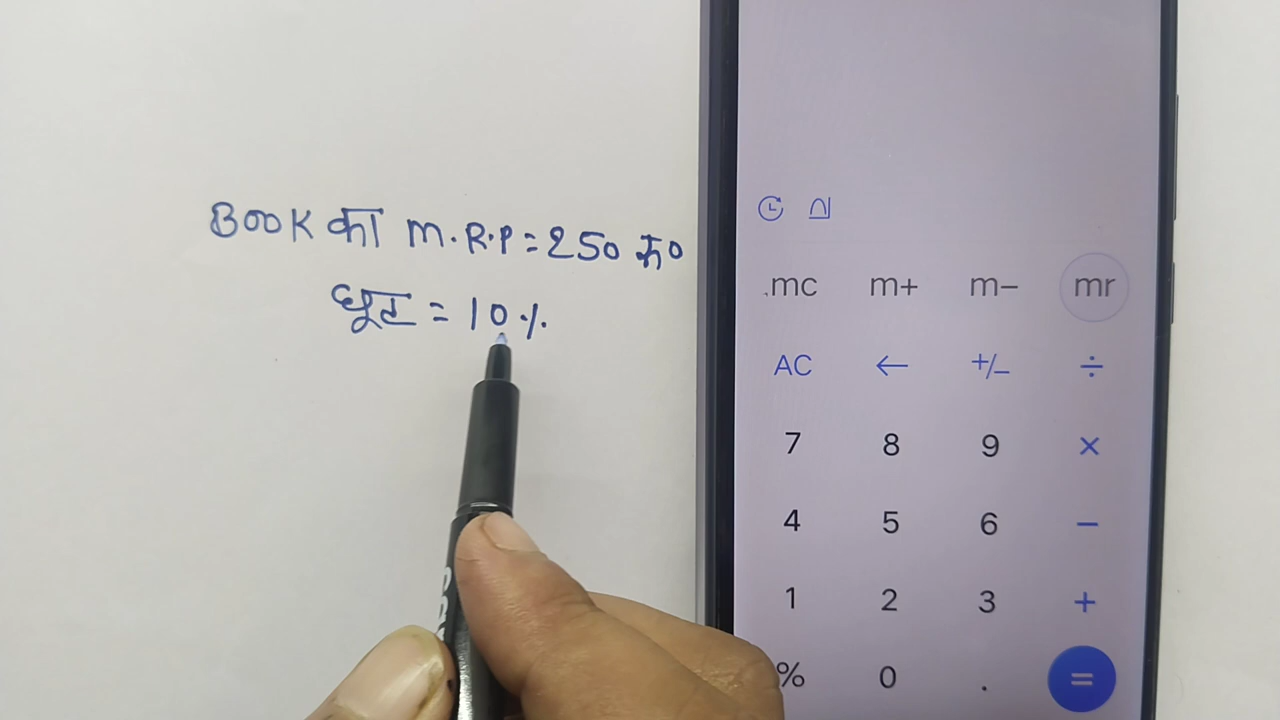 BOOK का M.R.P = 250 रु०
छूट = 10%
mc m+ m− mr
AC ← +/− ÷
7 8 9 ×
4 5 6 −
1 2 3 +
% 0 . =